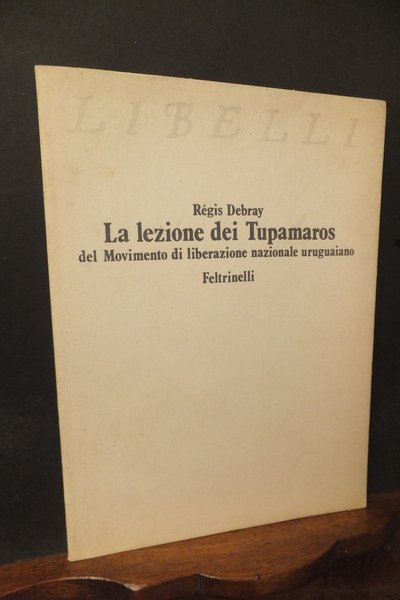 LIBELLI
Régis Debray
La lezione dei Tupamaros
del Movimento di liberazione nazionale uruguaiano
Feltrinelli